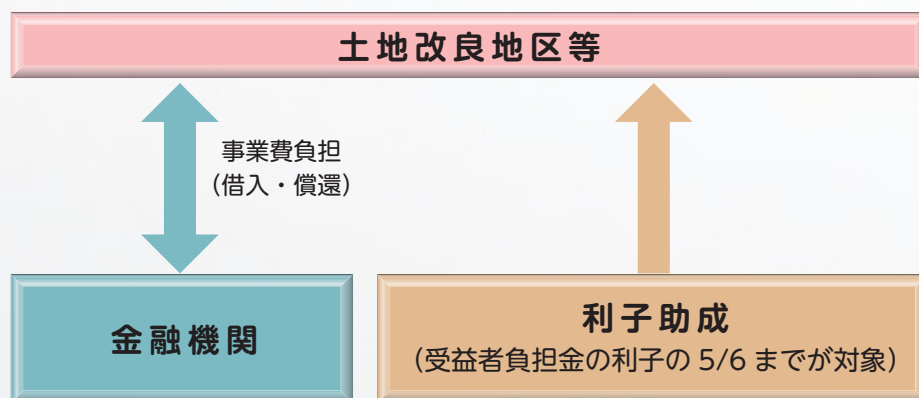 土地改良地区等
事業費負担
（借入・償還）
金融機関
利子助成
（受益者負担金の利子の 5/6 までが対象）